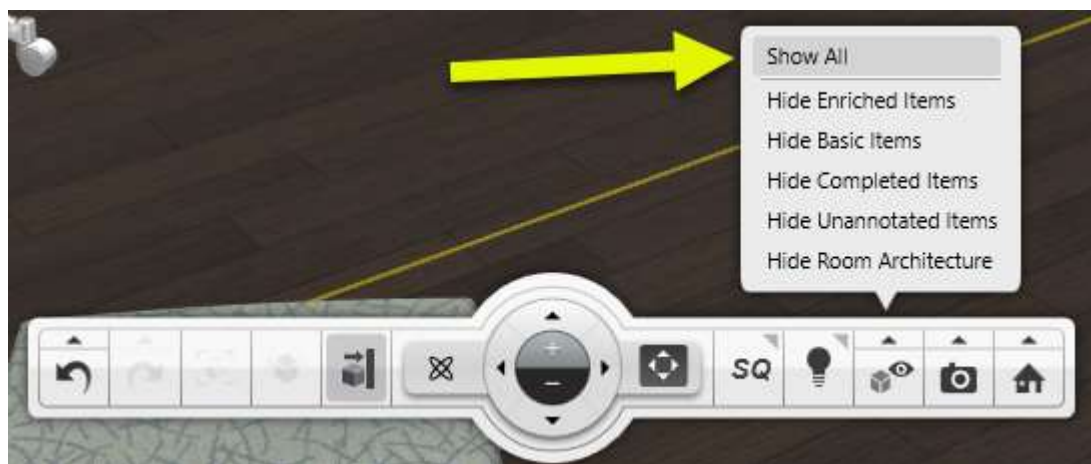 Show All
Hide Enriched Items
Hide Basic Items
Hide Completed Items
Hide Unannotated Items
Hide Room Architecture
SQ